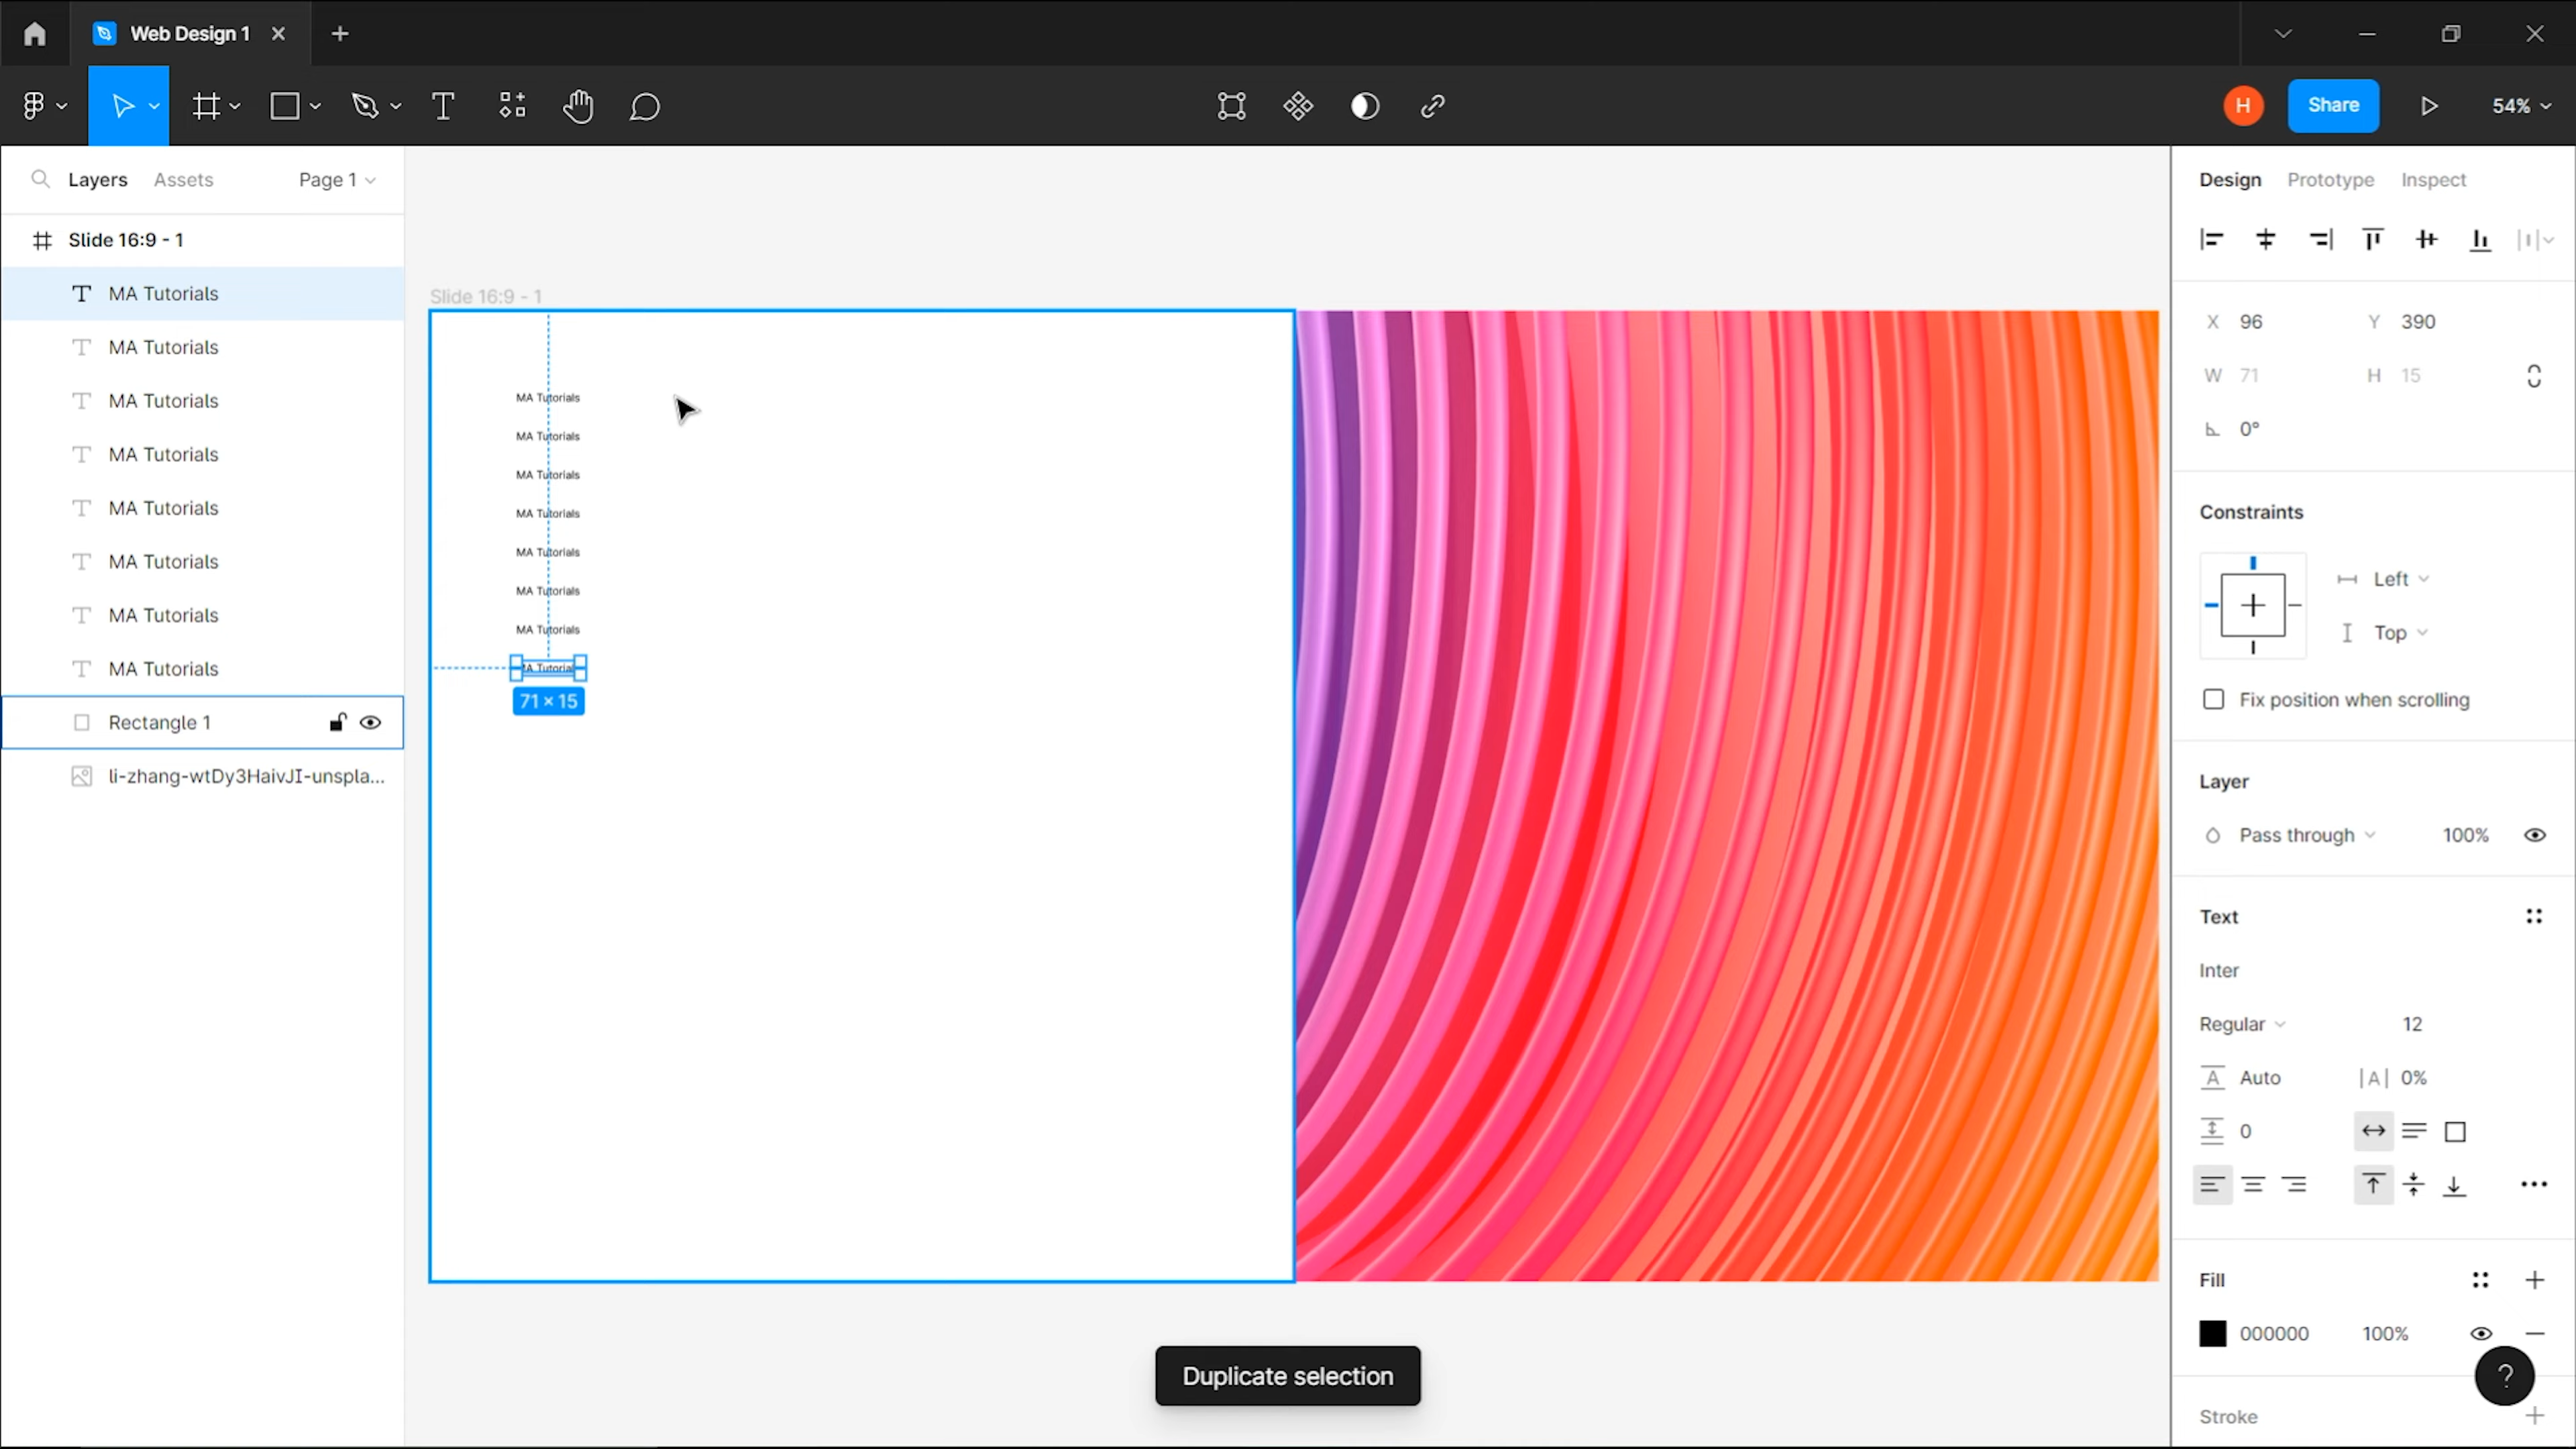 Web Design 1
H
Share
54%
Layers
Assets
Page 1
Design
Prototype
Inspect
Slide 16:9 - 1
MA Tutorials
MA Tutorials
MA Tutorials
MA Tutorials
MA Tutorials
MA Tutorials
MA Tutorials
MA Tutorials
Rectangle 1
li-zhang-wtDy3HaivJI-unspla...
Slide 16:9 - 1
MA Tutorials
MA Tutorials
MA Tutorials
MA Tutorials
MA Tutorials
MA Tutorials
MA Tutorials
MA Tutorials
71 × 15
Duplicate selection
X 96
Y 390
W 71
H 15
0°
Constraints
Left
Top
Fix position when scrolling
Layer
Pass through
100%
Text
Inter
Regular
12
A Auto
|A| 0%
0
Fill
000000
100%
?
Stroke